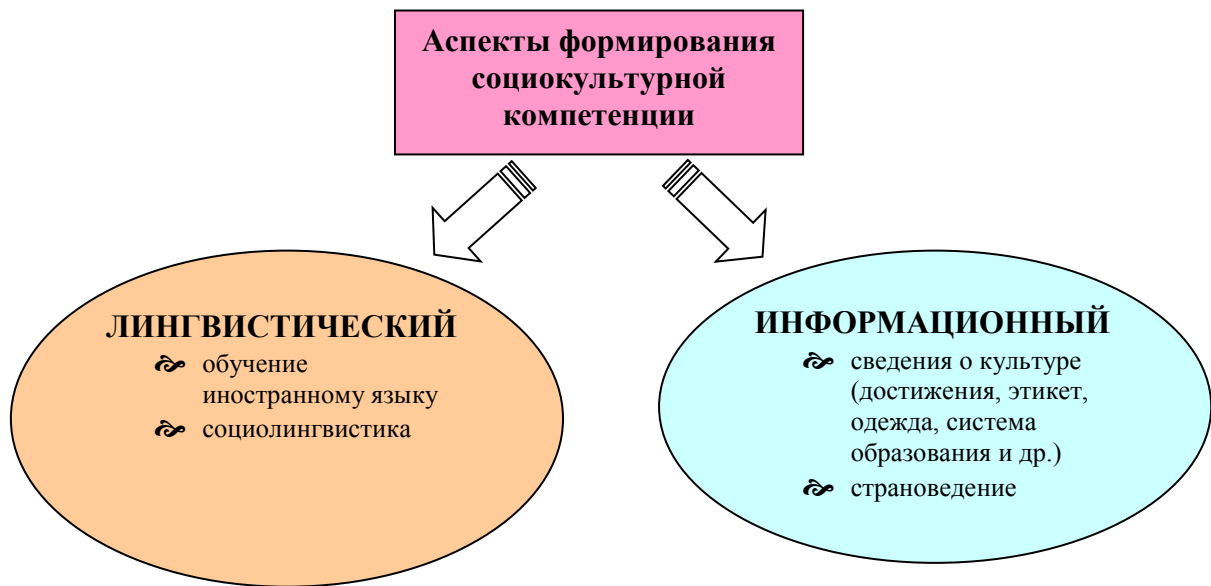 Аспекты формирования
социокультурной
компетенции
ЛИНГВИСТИЧЕСКИЙ
обучение
иностранному языку
социолингвистика
ИНФОРМАЦИОННЫЙ
сведения о культуре
(достижения, этикет,
одежда, система
образования и др.)
страноведение